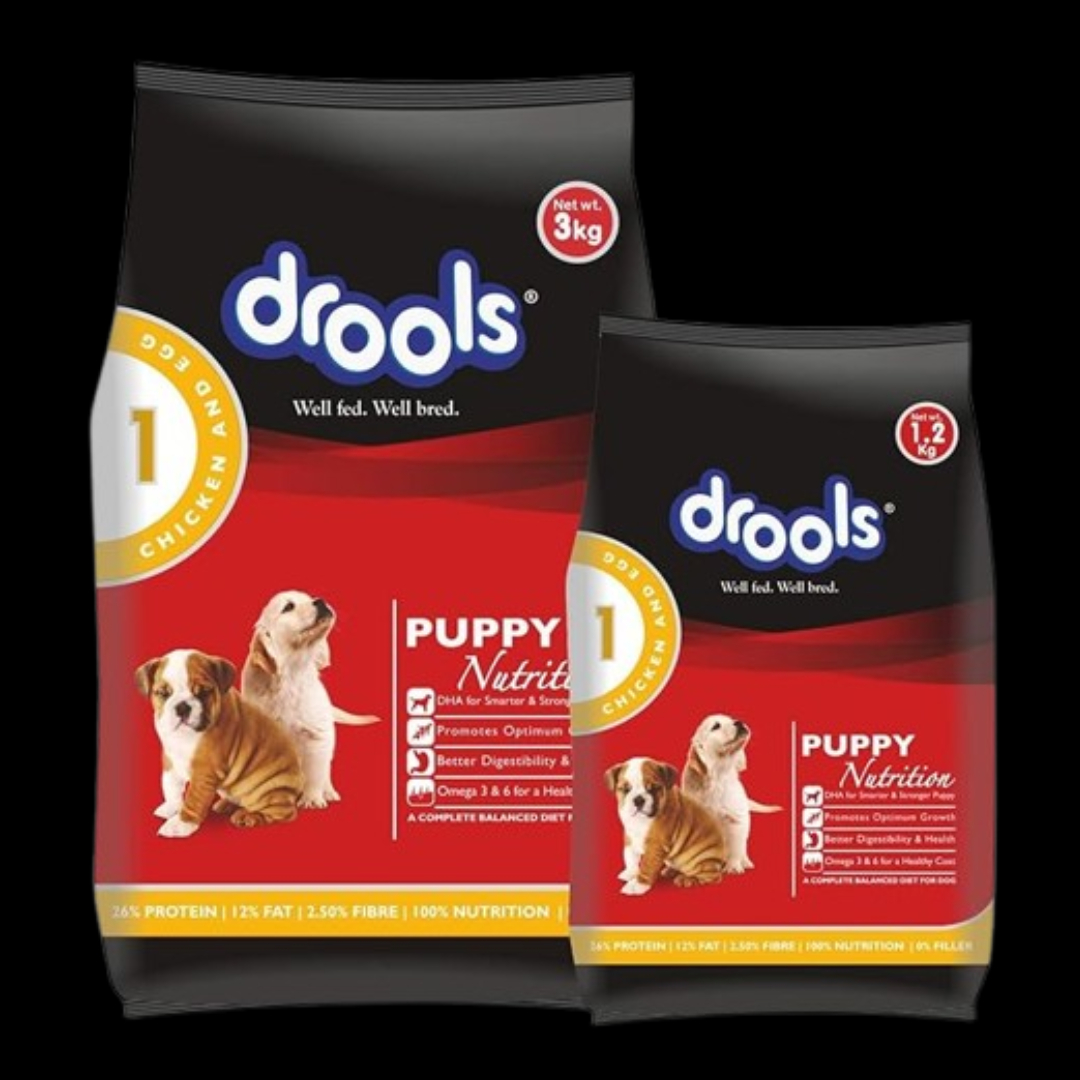 Net wt.
3kg
drools®
Well fed. Well bred.
1
CHICKEN AND EGG
PUPPY
Nutriti
DHA for Smarter & Strong
Promotes Optimum
Better Digestibility &
Omega 3 & 6 for a Healt
A COMPLETE BALANCED DIET F
26% PROTEIN | 12% FAT | 2.50% FIBRE | 100% NUTRITION |
Net wt.
1.2
Kg
drools®
Well fed. Well bred.
1
CHICKEN AND EGG
PUPPY
Nutrition
DHA for Smarter & Stronger Puppy
Promotes Optimum Growth
Better Digestibility & Health
Omega 3 & 6 for a Healthy Coat
A COMPLETE BALANCED DIET FOR DOG
26% PROTEIN | 12% FAT | 2.50% FIBRE | 100% NUTRITION | 0% FILLER